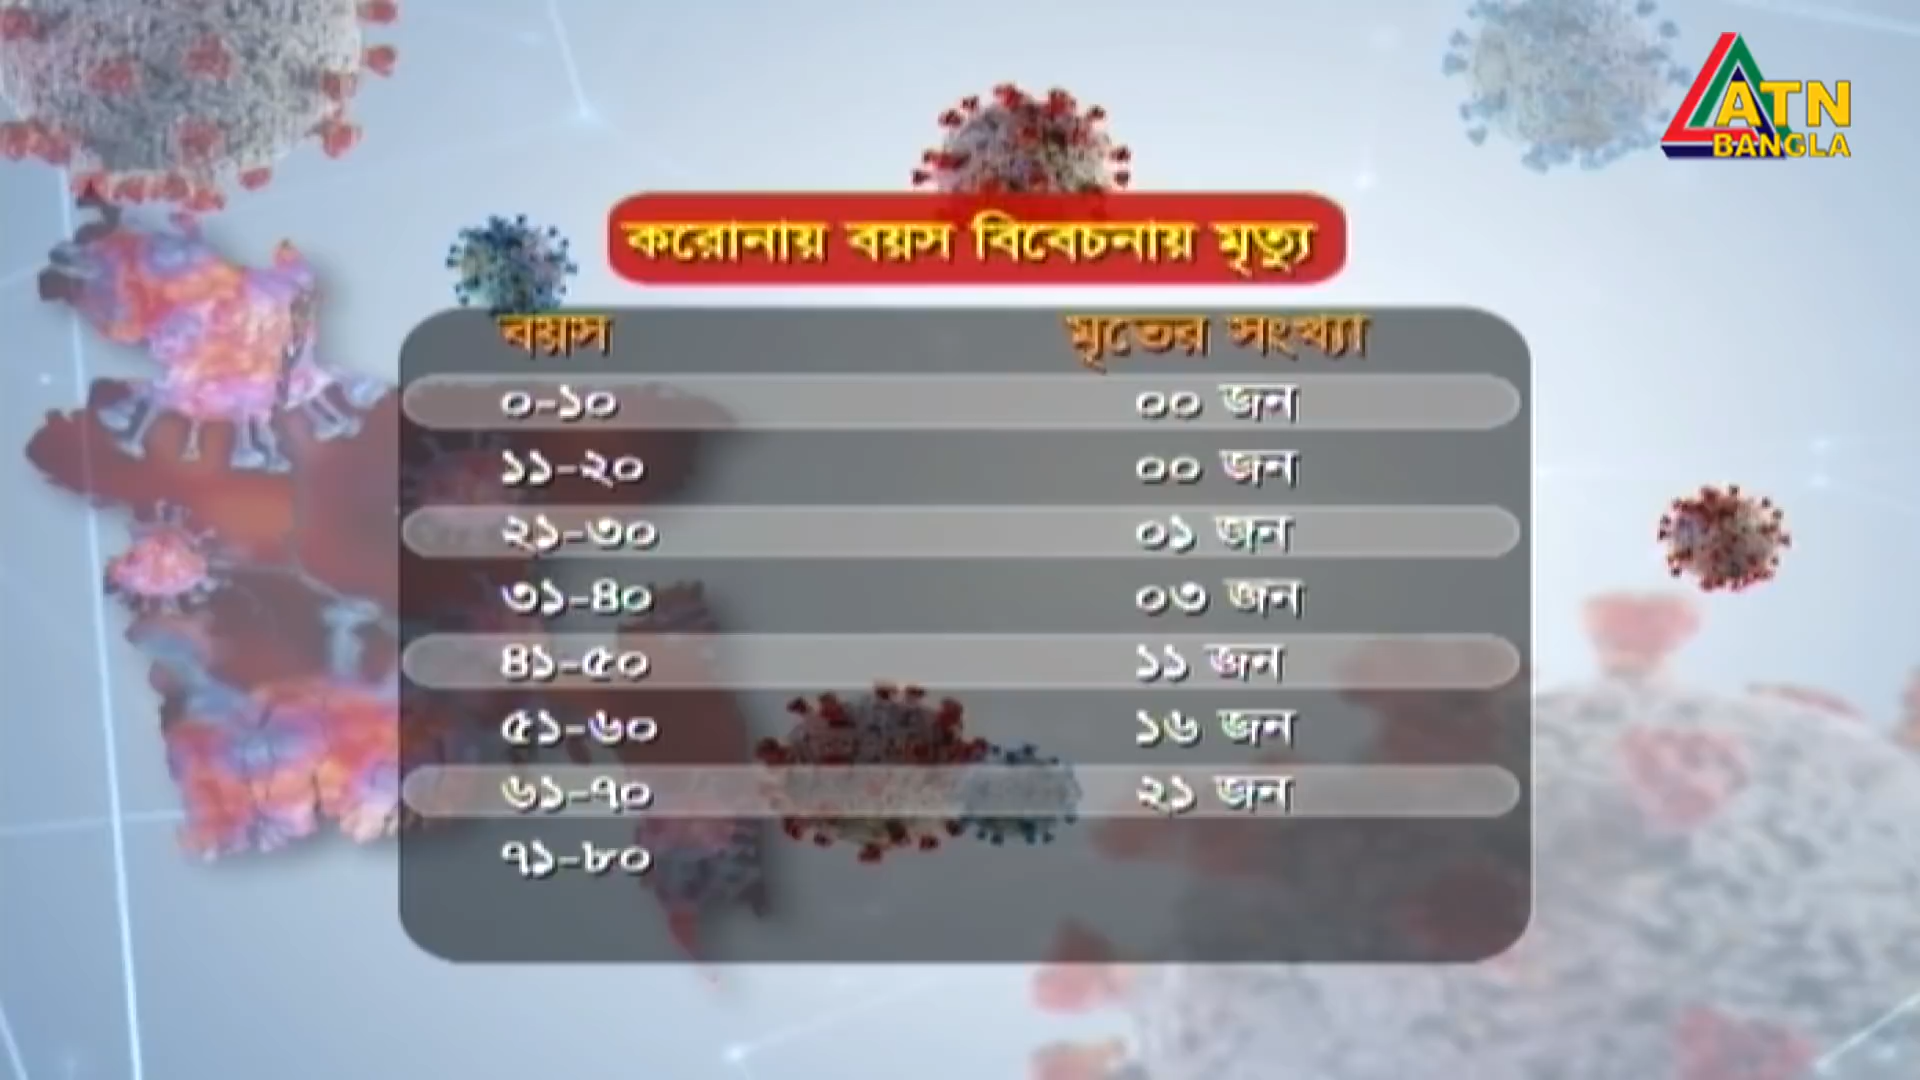 ATN
BANGLA
করোনায় বয়স বিবেচনায় মৃত্যু
বয়স মৃতের সংখ্যা
০-১০ ০০ জন
১১-২০ ০০ জন
২১-৩০ ০১ জন
৩১-৪০ ০৩ জন
৪১-৫০ ১১ জন
৫১-৬০ ১৬ জন
৬১-৭০ ২১ জন
৭১-৮০